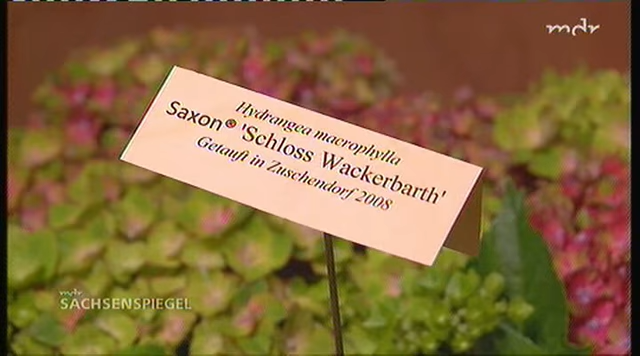 mdr
Hydrangea macrophylla
Saxon® 'Schloss Wackerbarth'
Getauft in Zuschendorf 2008
mdr
SACHSENSPIEGEL